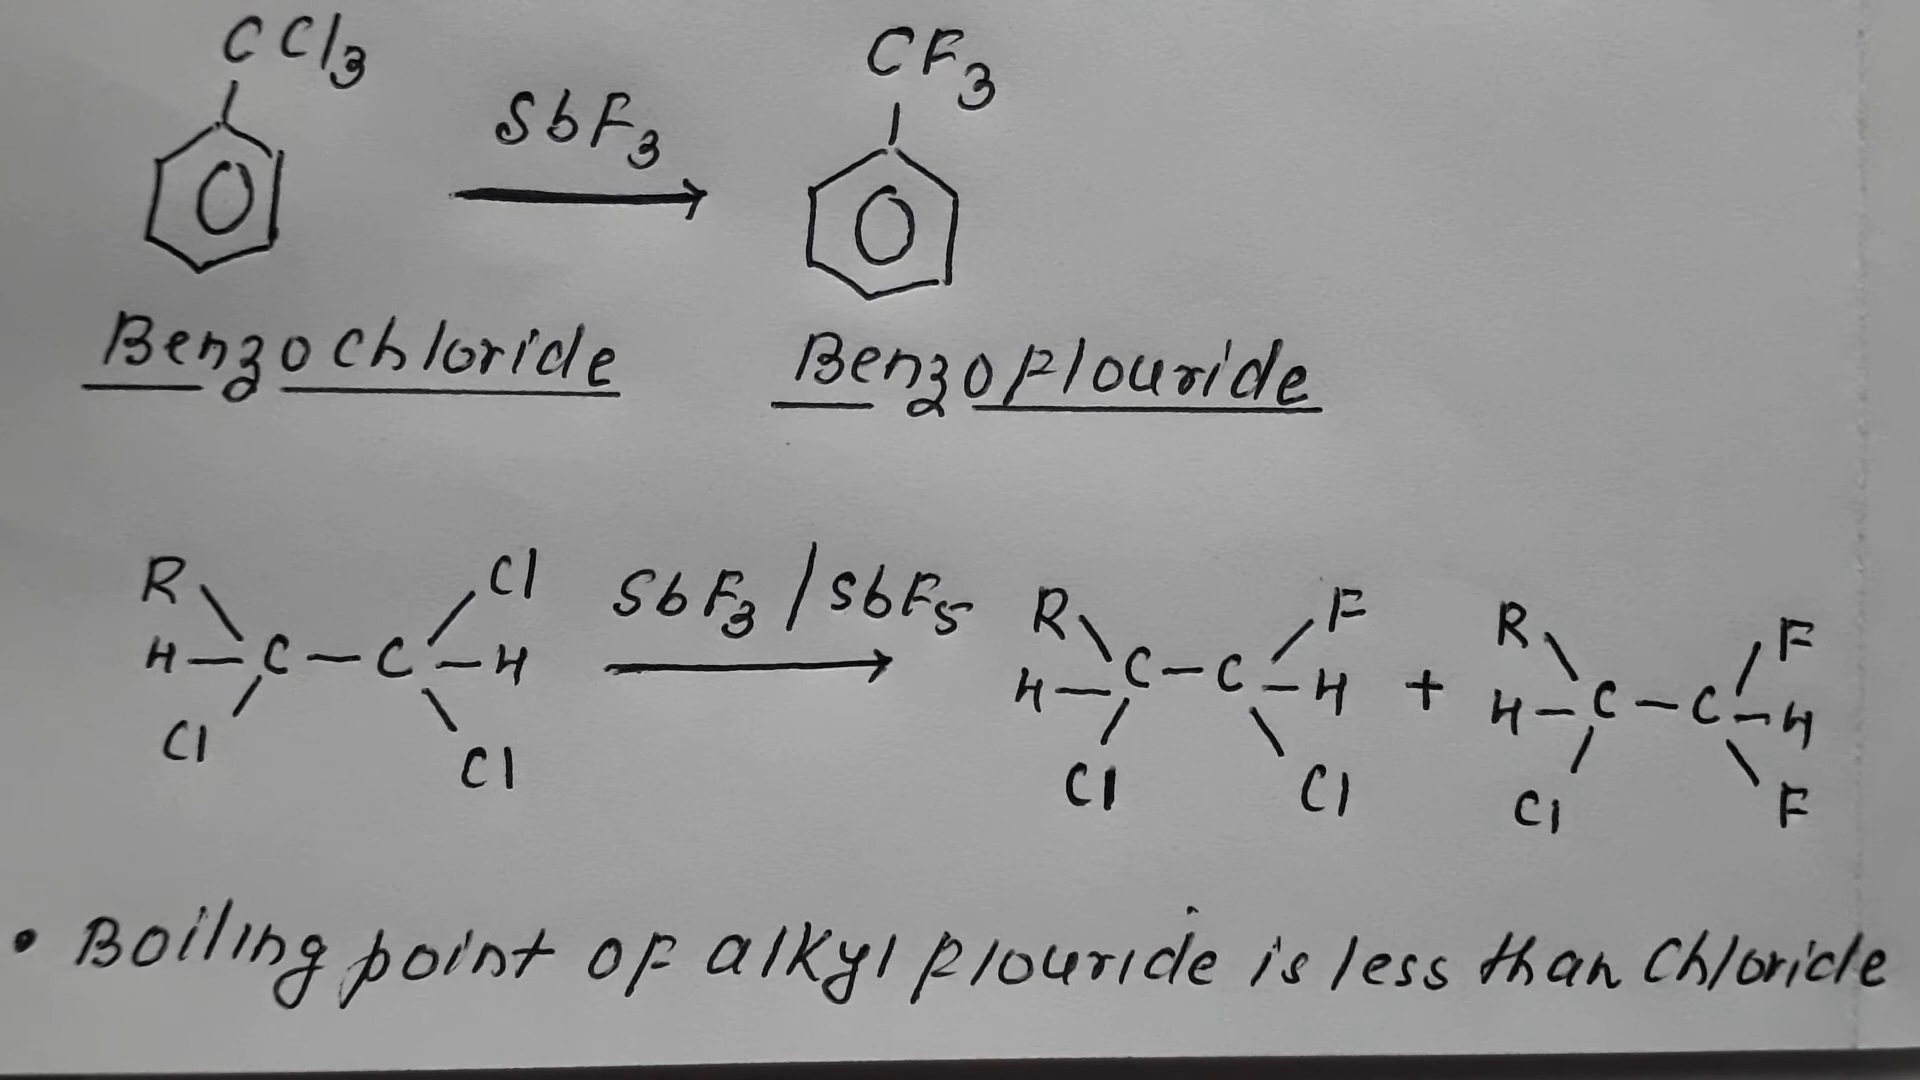 CCl3 CF3
SbF3
Benzochloride Benzoflouride
R Cl SbF3/SbF5 R F R F
H-C-C-H H-C-C-H + H-C-C-H
Cl Cl Cl Cl Cl F
• Boiling point of alkyl flouride is less than chloride